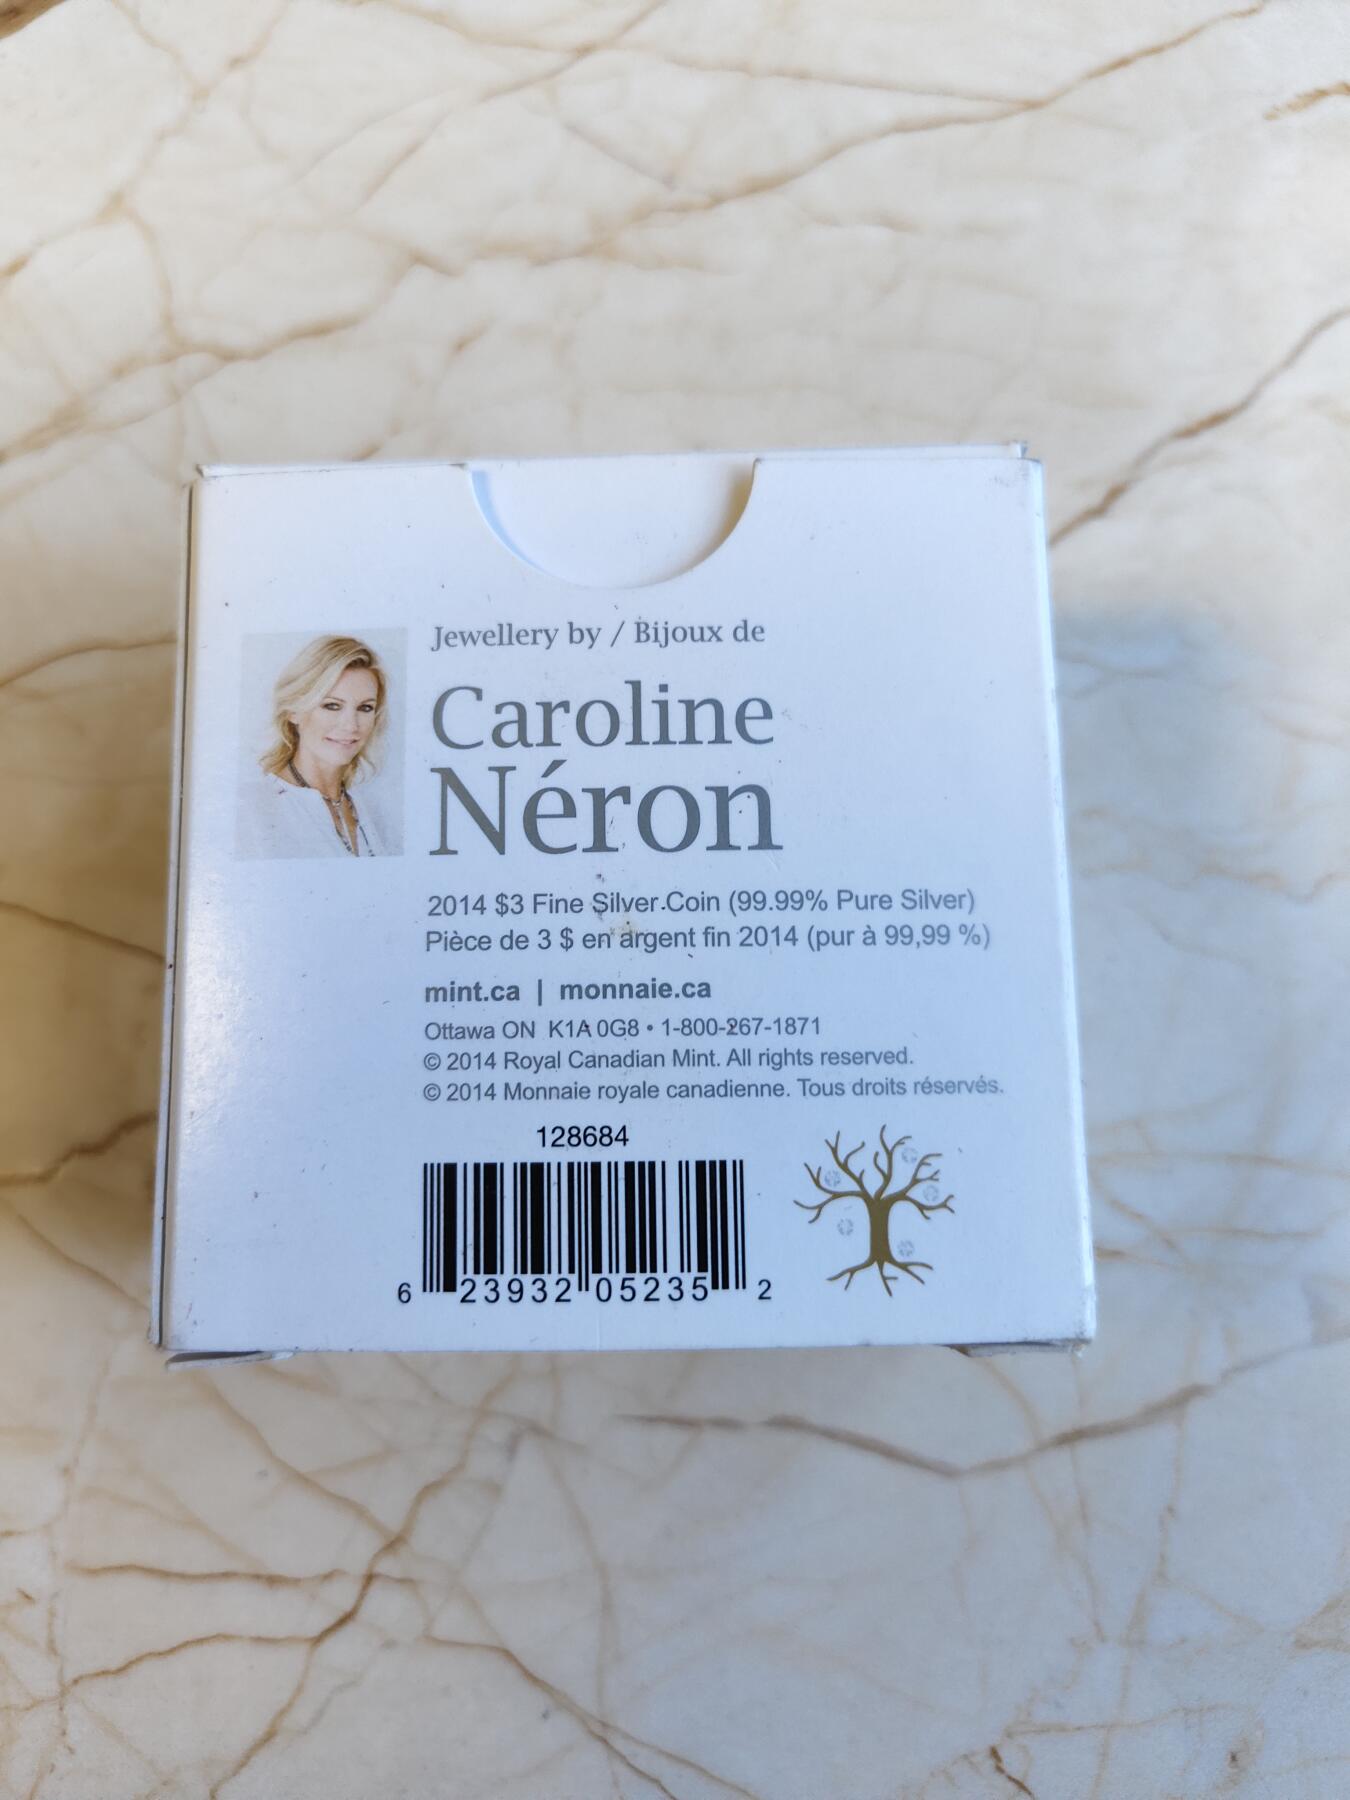 Jewellery by / Bijoux de
Caroline
Néron
2014 $3 Fine Silver Coin (99.99% Pure Silver)
Pièce de 3 $ en argent fin 2014 (pur à 99,99 %)
mint.ca | monnaie.ca
Ottawa ON K1A 0G8 • 1-800-267-1871
© 2014 Royal Canadian Mint. All rights reserved.
© 2014 Monnaie royale canadienne. Tous droits réservés.
128684
6 23932 05235 2